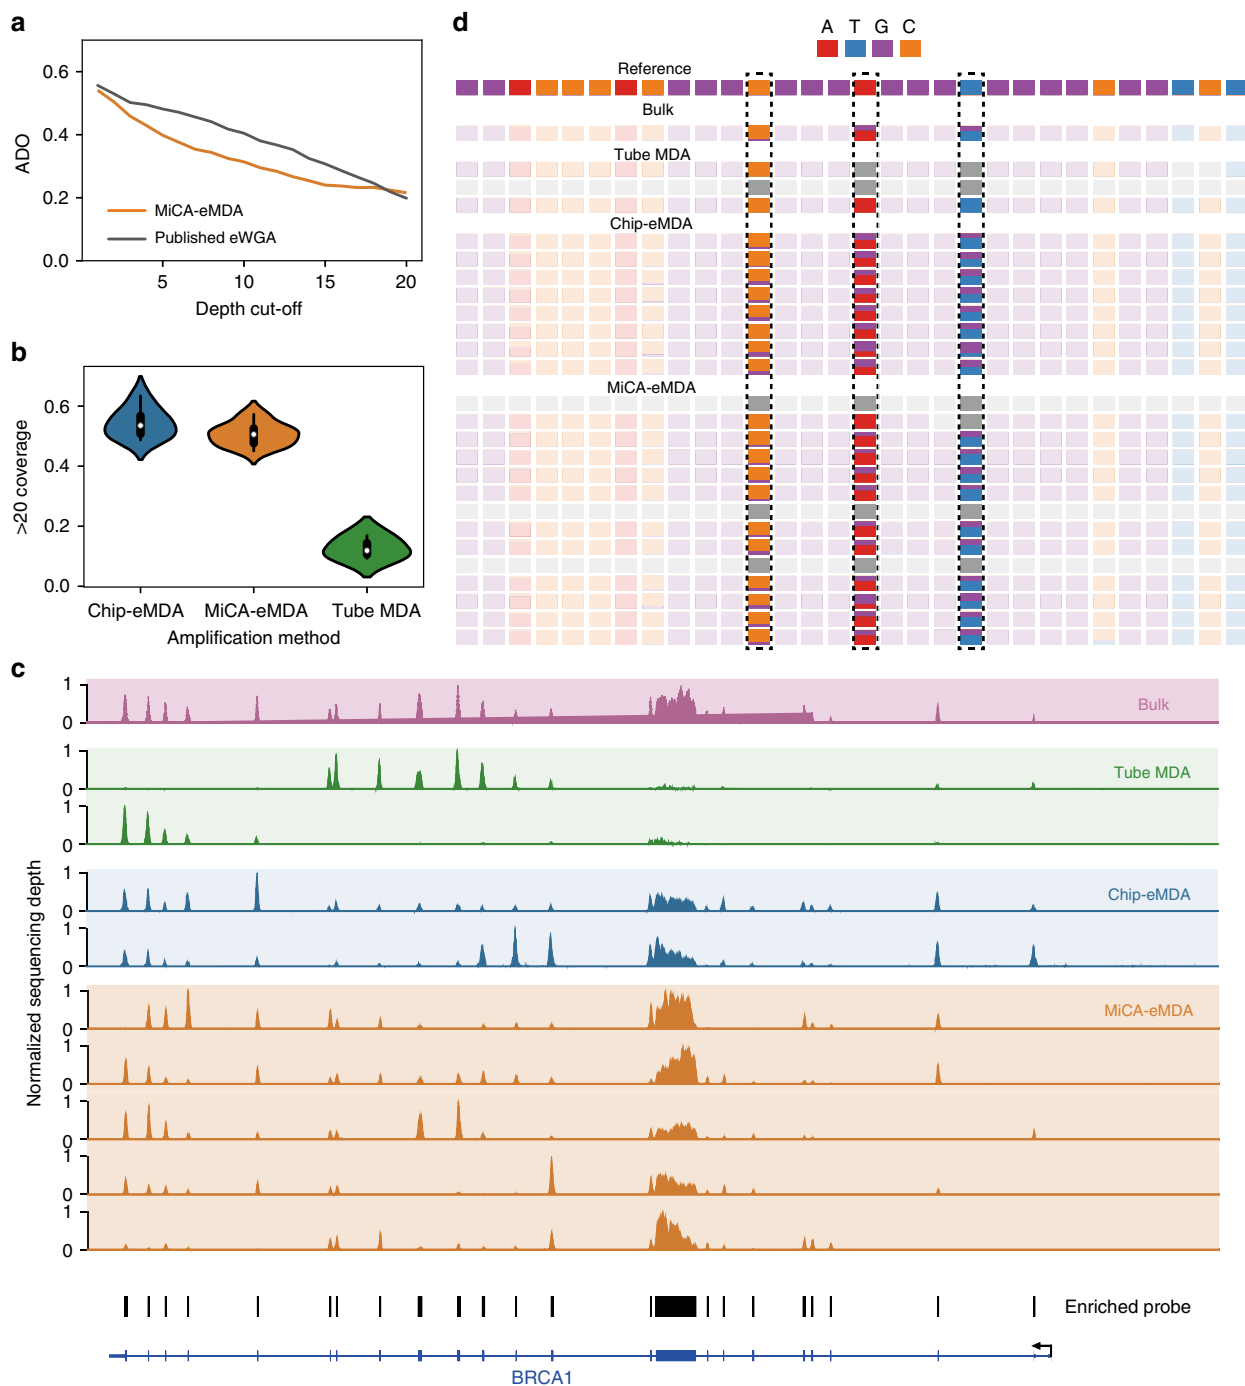 a
ADO
0.6
0.4
0.2
0.0
MiCA-eMDA
Published eWGA
5
10
15
20
Depth cut-off
b
>20 coverage
0.6
0.4
0.2
0.0
Chip-eMDA
MiCA-eMDA
Tube MDA
Amplification method
d
A T G C
Reference
Bulk
Tube MDA
Chip-eMDA
MiCA-eMDA
c
Normalized sequencing depth
1
0
Bulk
1
0
Tube MDA
1
0
1
0
Chip-eMDA
1
0
1
0
MiCA-eMDA
1
0
1
0
1
0
1
0
Enriched probe
BRCA1